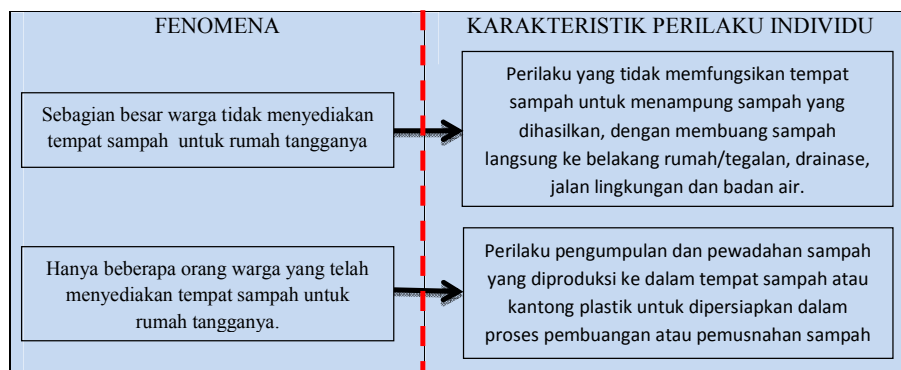 FENOMENA
KARAKTERISTIK PERILAKU INDIVIDU
Sebagian besar warga tidak menyediakan
tempat sampah untuk rumah tangganya
Perilaku yang tidak memfungsikan tempat
sampah untuk menampung sampah yang
dihasilkan, dengan membuang sampah
langsung ke belakang rumah/tegalan, drainase,
jalan lingkungan dan badan air.
Hanya beberapa orang warga yang telah
menyediakan tempat sampah untuk
rumah tangganya.
Perilaku pengumpulan dan pewadahan sampah
yang diproduksi ke dalam tempat sampah atau
kantong plastik untuk dipersiapkan dalam
proses pembuangan atau pemusnahan sampah